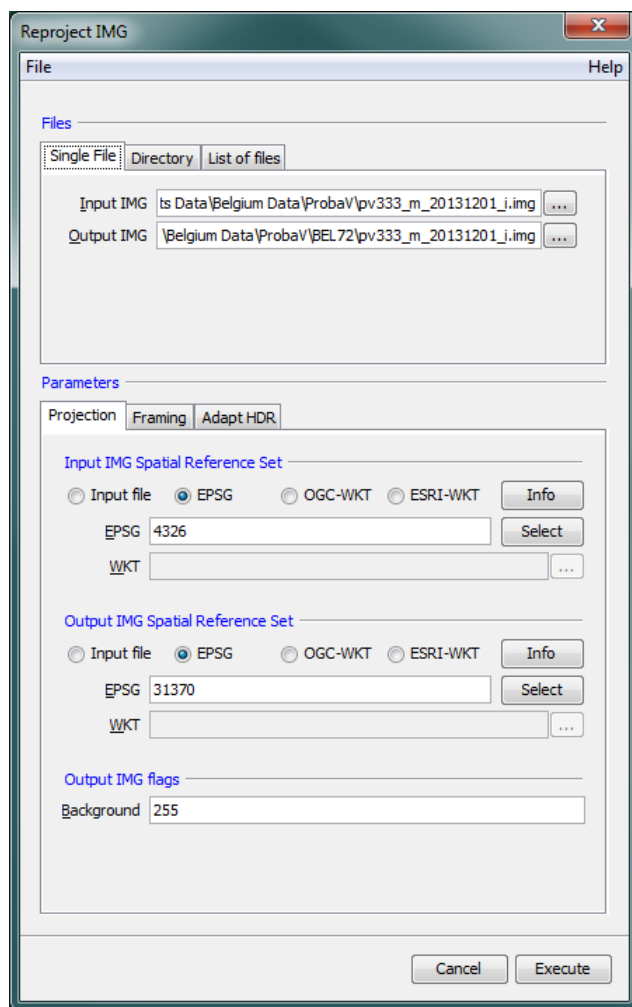 Reproject IMG
File Help
Files
Single File Directory List of files
Input IMG ts Data\Belgium Data\ProbaV\pv333_m_20131201_i.img ...
Output IMG \Belgium Data\ProbaV\BEL72\pv333_m_20131201_i.img ...
Parameters
Projection Framing Adapt HDR
Input IMG Spatial Reference Set
Input file EPSG OGC-WKT ESRI-WKT Info
EPSG 4326 Select
WKT ...
Output IMG Spatial Reference Set
Input file EPSG OGC-WKT ESRI-WKT Info
EPSG 31370 Select
WKT ...
Output IMG flags
Background 255
Cancel Execute